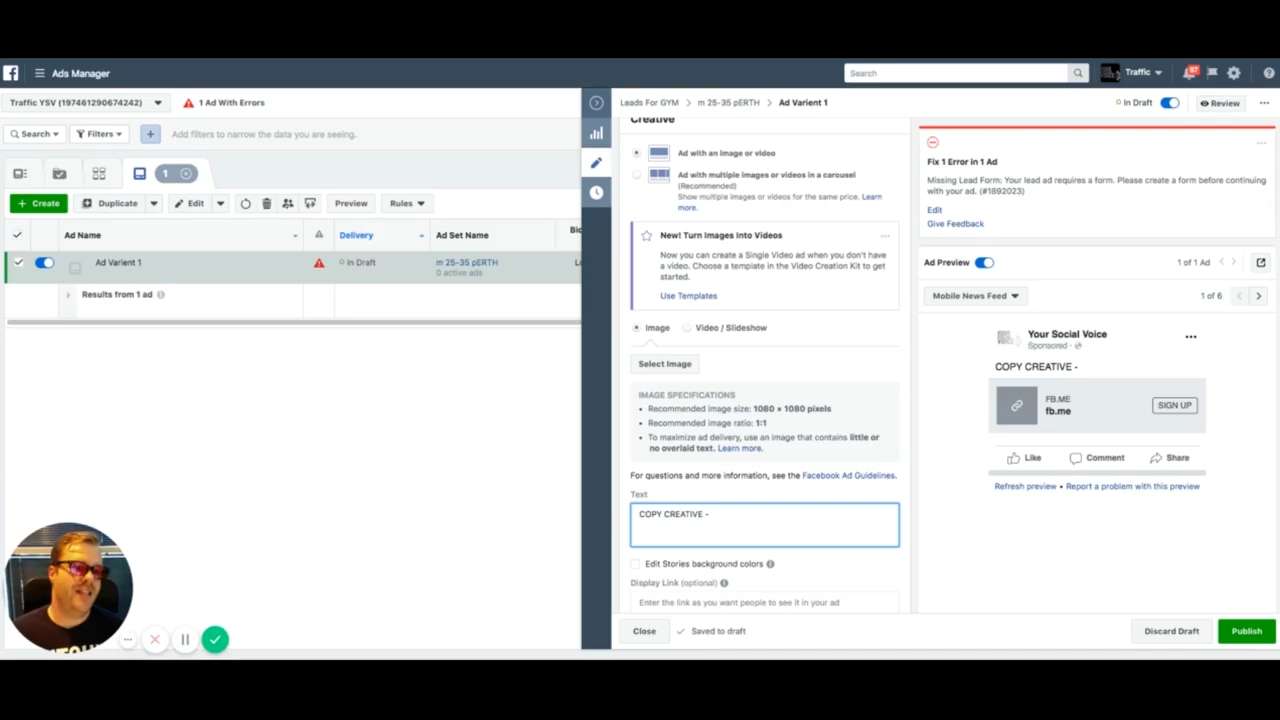 Ads Manager
Search
Traffic
97
Traffic YSV (197461290674242)
1 Ad With Errors
Search
Filters
Add filters to narrow the data you are seeing.
1
Create
Duplicate
Edit
Preview
Rules
Ad Name
Delivery
Ad Set Name
Ad Varient 1
In Draft
m 25-35 pERTH
0 active ads
Results from 1 ad
Leads For GYM
m 25-35 pERTH
Ad Varient 1
In Draft
Review
Creative
Ad with an image or video
Ad with multiple images or videos in a carousel
(Recommended)
Show multiple images or videos for the same price. Learn
more.
New! Turn Images Into Videos
Now you can create a Single Video ad when you don't have
a video. Choose a template in the Video Creation Kit to get
started.
Use Templates
Image
Video / Slideshow
Select Image
IMAGE SPECIFICATIONS
• Recommended image size: 1080 × 1080 pixels
• Recommended image ratio: 1:1
• To maximize ad delivery, use an image that contains little or
no overlaid text. Learn more.
For questions and more information, see the Facebook Ad Guidelines.
Text
COPY CREATIVE -
Edit Stories background colors
Display Link (optional)
Enter the link as you want people to see it in your ad
Close
Saved to draft
Discard Draft
Publish
Fix 1 Error in 1 Ad
Missing Lead Form: Your lead ad requires a form. Please create a form before continuing
with your ad. (#1892023)
Edit
Give Feedback
Ad Preview
1 of 1 Ad
Mobile News Feed
1 of 6
Your Social Voice
Sponsored ·
COPY CREATIVE -
FB.ME
fb.me
SIGN UP
Like
Comment
Share
Refresh preview • Report a problem with this preview